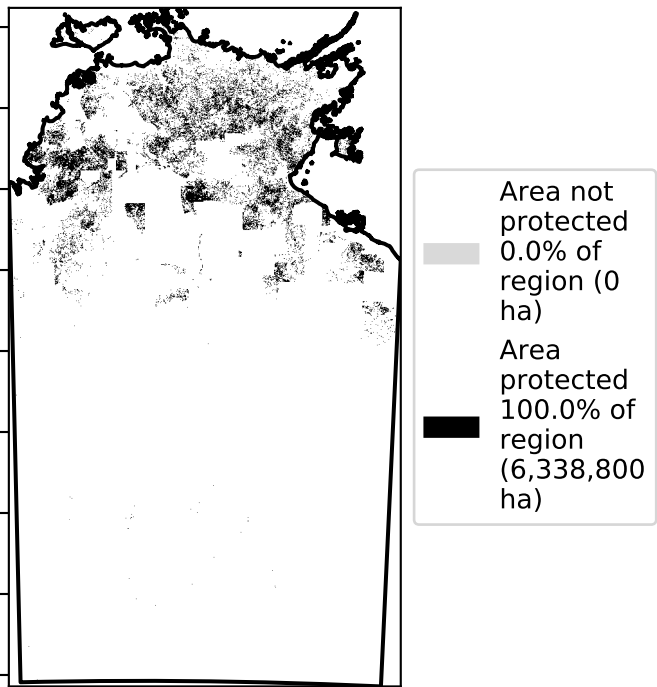 Area not
protected
0.0% of
region (0
ha)
Area
protected
100.0% of
region
(6,338,800
ha)